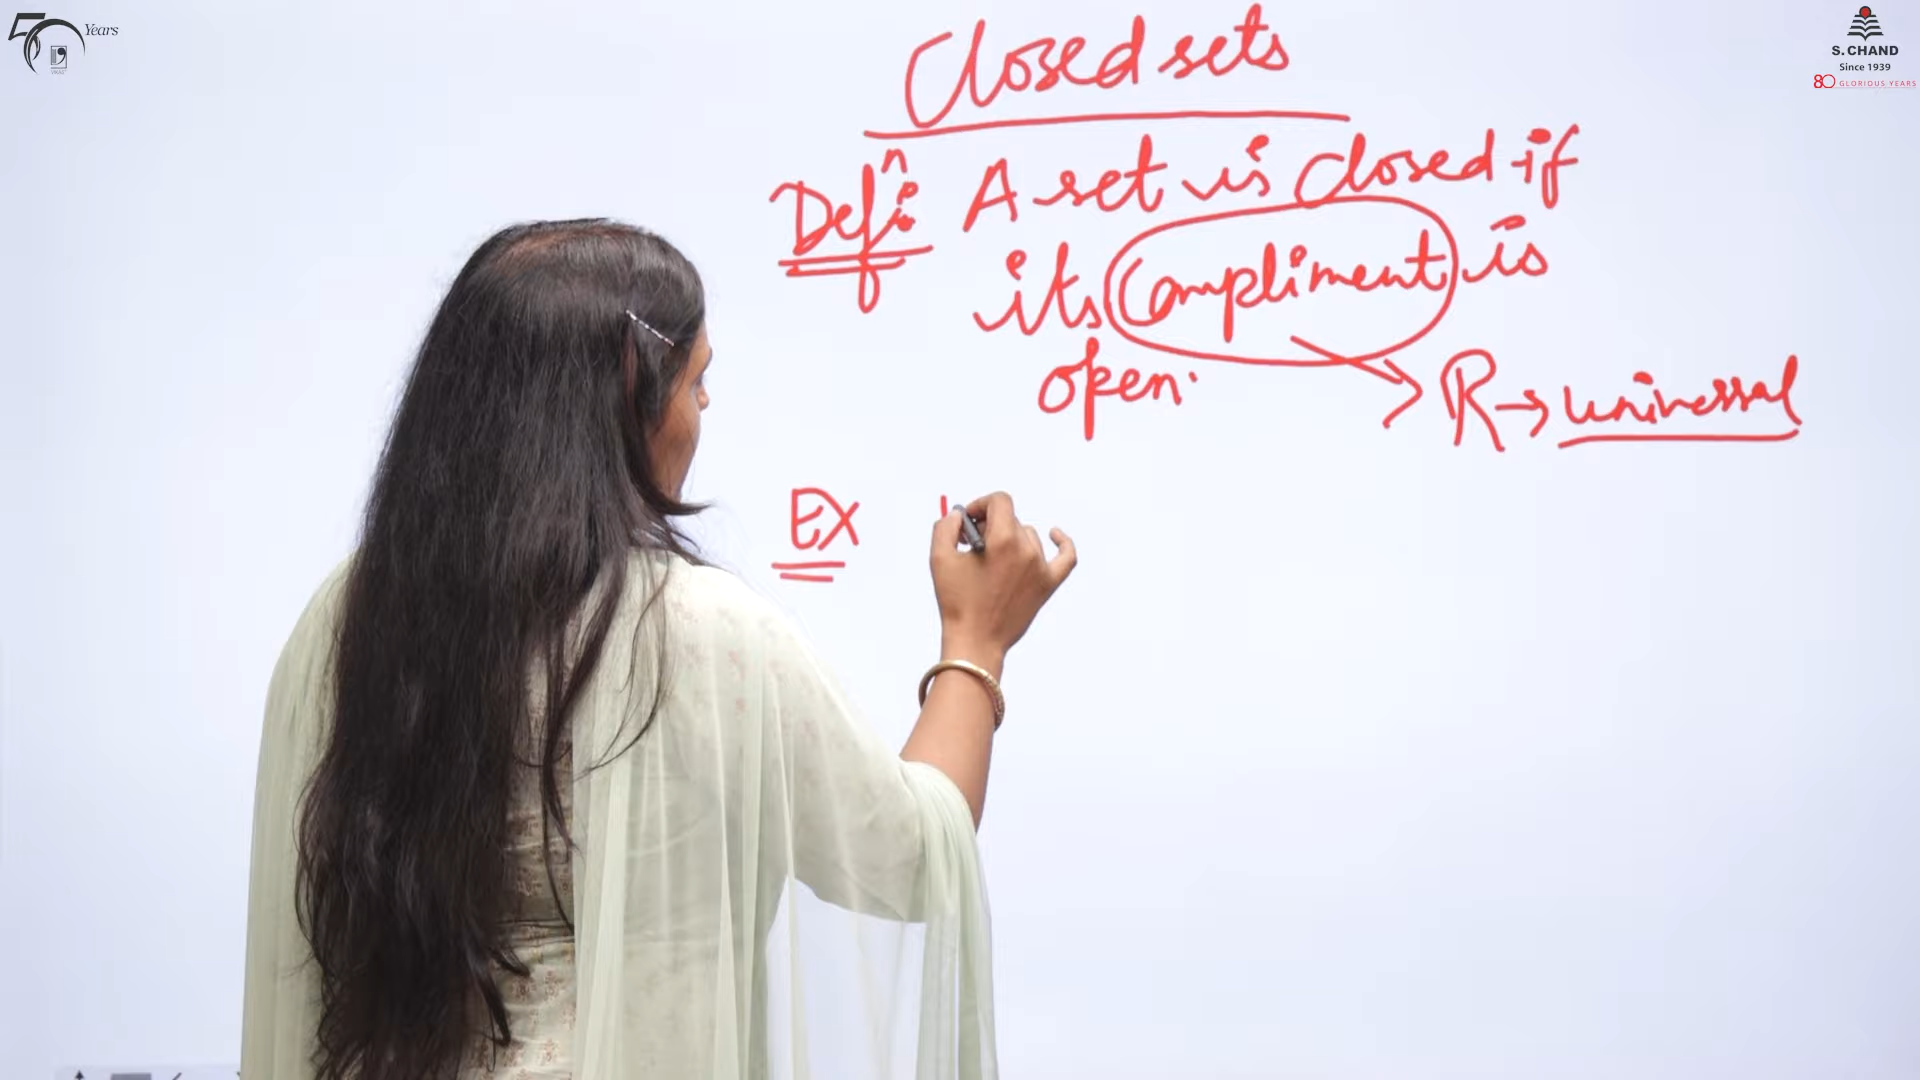 50 Years
VIKAS
S. CHAND
Since 1939
80 GLORIOUS YEARS
Closed sets
Defⁿ: A set is closed if
its Compliment is
open.
R → universal
EX